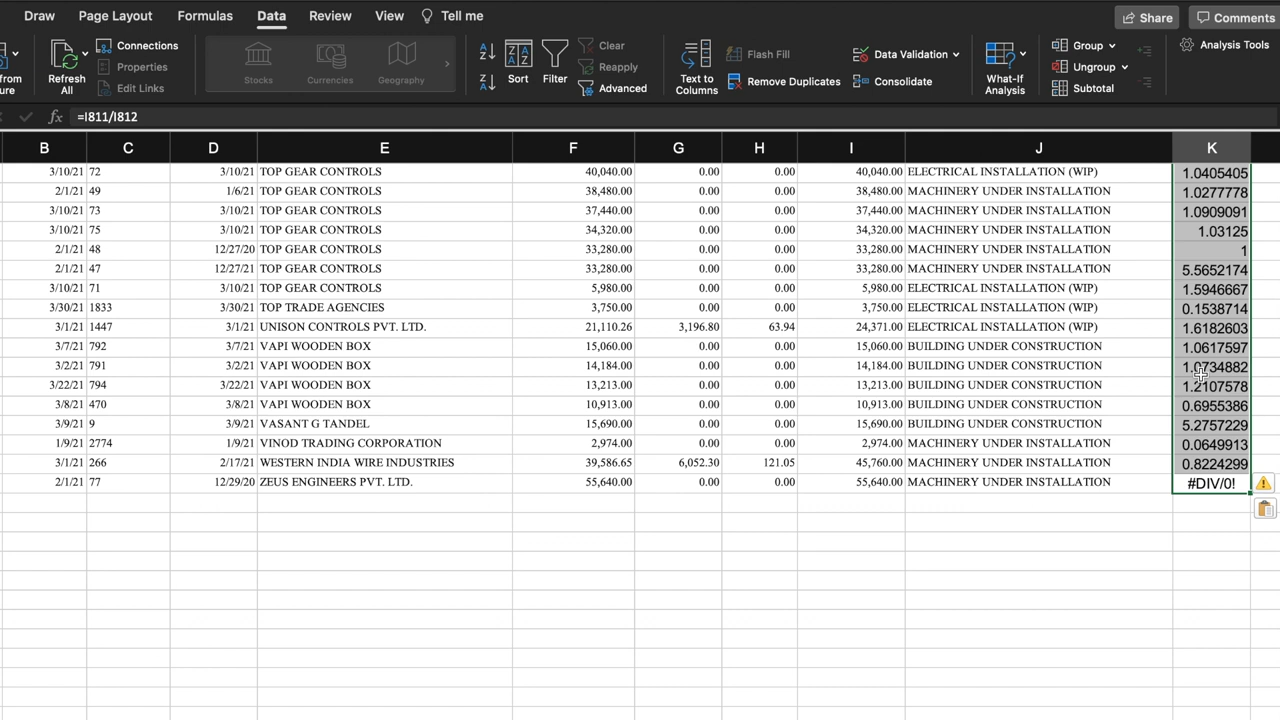 Draw Page Layout Formulas Data Review View Tell me Share Comments
from
ure
Refresh
All
Connections
Properties
Edit Links
Stocks
Currencies
Geography
Sort
Filter
Clear
Reapply
Advanced
Text to
Columns
Flash Fill
Remove Duplicates
Data Validation
Consolidate
What-If
Analysis
Group
Ungroup
Subtotal
Analysis Tools
fx =I811/I812
B C D E F G H I J K
3/10/21 72 3/10/21 TOP GEAR CONTROLS 40,040.00 0.00 0.00 40,040.00 ELECTRICAL INSTALLATION (WIP) 1.0405405
2/1/21 49 1/6/21 TOP GEAR CONTROLS 38,480.00 0.00 0.00 38,480.00 MACHINERY UNDER INSTALLATION 1.0277778
3/10/21 73 3/10/21 TOP GEAR CONTROLS 37,440.00 0.00 0.00 37,440.00 MACHINERY UNDER INSTALLATION 1.0909091
3/10/21 75 3/10/21 TOP GEAR CONTROLS 34,320.00 0.00 0.00 34,320.00 MACHINERY UNDER INSTALLATION 1.03125
2/1/21 48 12/27/20 TOP GEAR CONTROLS 33,280.00 0.00 0.00 33,280.00 MACHINERY UNDER INSTALLATION 1
2/1/21 47 12/27/21 TOP GEAR CONTROLS 33,280.00 0.00 0.00 33,280.00 MACHINERY UNDER INSTALLATION 5.5652174
3/10/21 71 3/10/21 TOP GEAR CONTROLS 5,980.00 0.00 0.00 5,980.00 ELECTRICAL INSTALLATION (WIP) 1.5946667
3/30/21 1833 3/30/21 TOP TRADE AGENCIES 3,750.00 0.00 0.00 3,750.00 ELECTRICAL INSTALLATION (WIP) 0.1538714
3/1/21 1447 3/1/21 UNISON CONTROLS PVT. LTD. 21,110.26 3,196.80 63.94 24,371.00 ELECTRICAL INSTALLATION (WIP) 1.6182603
3/7/21 792 3/7/21 VAPI WOODEN BOX 15,060.00 0.00 0.00 15,060.00 BUILDING UNDER CONSTRUCTION 1.0617597
3/2/21 791 3/2/21 VAPI WOODEN BOX 14,184.00 0.00 0.00 14,184.00 BUILDING UNDER CONSTRUCTION 1.0734882
3/22/21 794 3/22/21 VAPI WOODEN BOX 13,213.00 0.00 0.00 13,213.00 BUILDING UNDER CONSTRUCTION 1.2107578
3/8/21 470 3/8/21 VAPI WOODEN BOX 10,913.00 0.00 0.00 10,913.00 BUILDING UNDER CONSTRUCTION 0.6955386
3/9/21 9 3/9/21 VASANT G TANDEL 15,690.00 0.00 0.00 15,690.00 BUILDING UNDER CONSTRUCTION 5.2757229
1/9/21 2774 1/9/21 VINOD TRADING CORPORATION 2,974.00 0.00 0.00 2,974.00 MACHINERY UNDER INSTALLATION 0.0649913
3/1/21 266 2/17/21 WESTERN INDIA WIRE INDUSTRIES 39,586.65 6,052.30 121.05 45,760.00 MACHINERY UNDER INSTALLATION 0.8224299
2/1/21 77 12/29/20 ZEUS ENGINEERS PVT. LTD. 55,640.00 0.00 0.00 55,640.00 MACHINERY UNDER INSTALLATION #DIV/0!